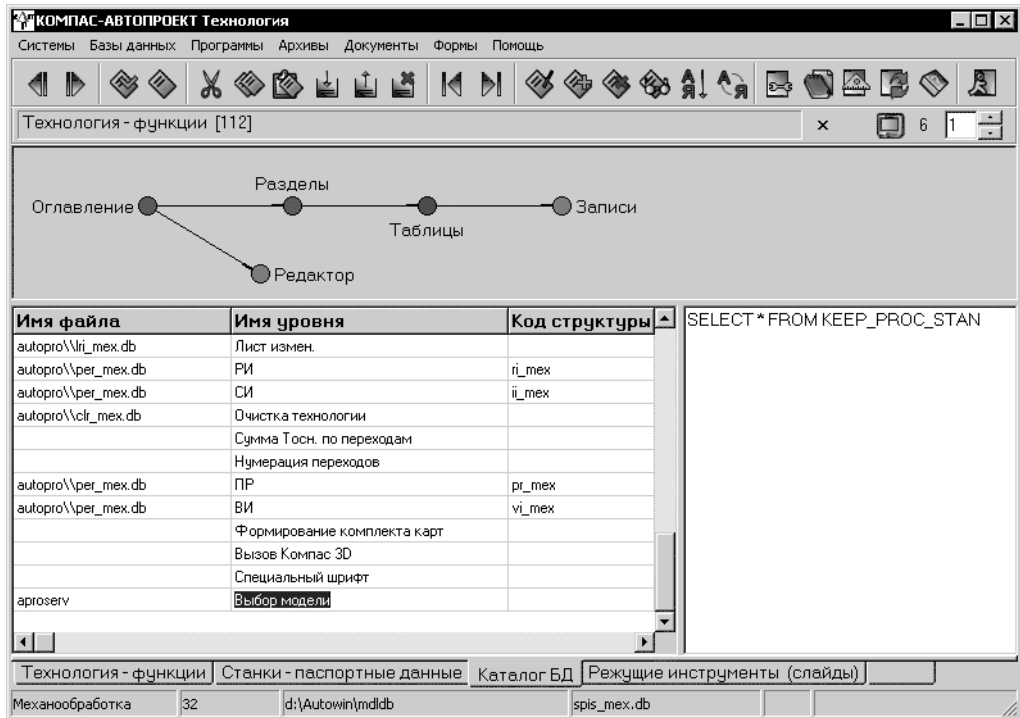 КОМПАС-АВТОПРОЕКТ Технология
Системы Базы данных Программы Архивы Документы Формы Помощь
Технология - функции [112] × 6 1
Разделы
Оглавление Записи
Таблицы
Редактор
Имя файла Имя уровня Код структуры SELECT * FROM KEEP_PROC_STAN
autopro\\lri_mex.db Лист измен.
autopro\\per_mex.db РИ ri_mex
autopro\\per_mex.db СИ ii_mex
autopro\\clr_mex.db Очистка технологии
Сумма Тосн. по переходам
Нумерация переходов
autopro\\per_mex.db ПР pr_mex
autopro\\per_mex.db ВИ vi_mex
Формирование комплекта карт
Вызов Компас 3D
Специальный шрифт
aproserv Выбор модели
Технология - функции Станки - паспортные данные Каталог БД Режущие инструменты (слайды)
Механообработка 32 d:\Autowin\mdldb spis_mex.db